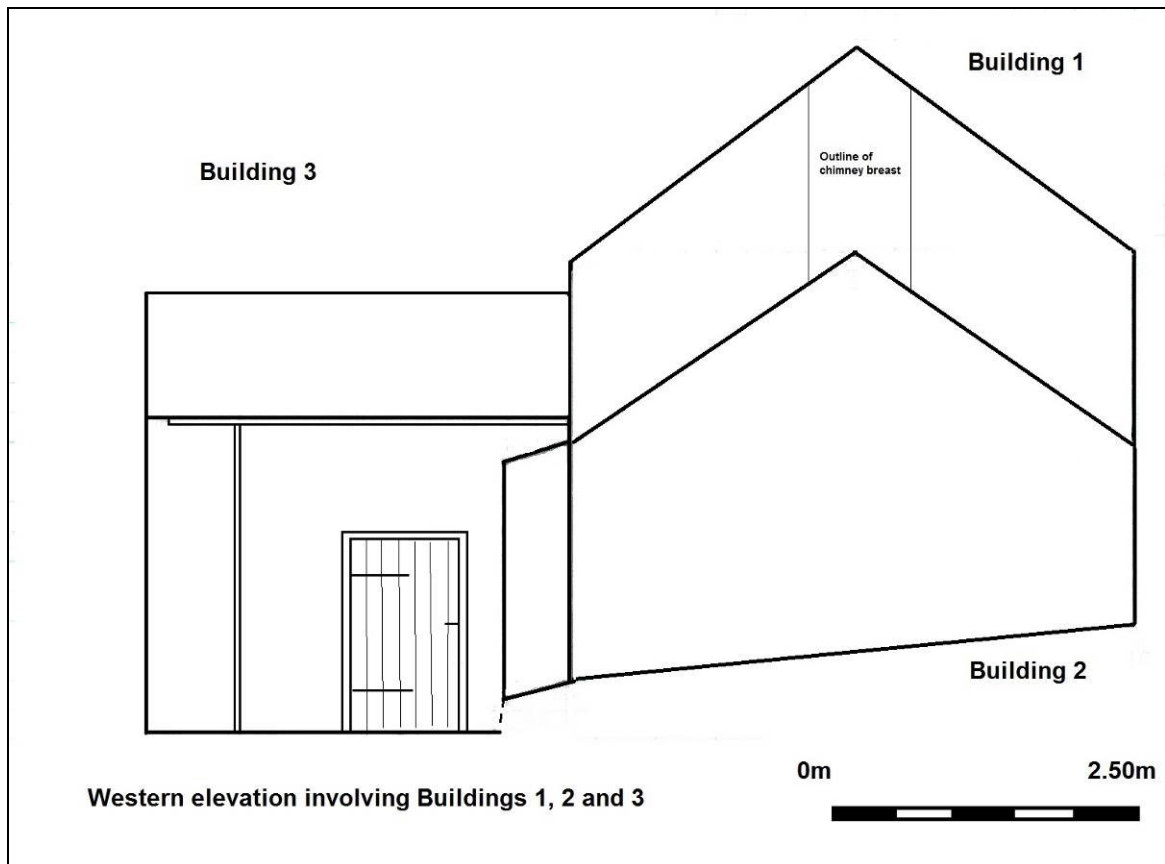 Building 1
Outline of
chimney breast
Building 3
Building 2
0m 2.50m
Western elevation involving Buildings 1, 2 and 3